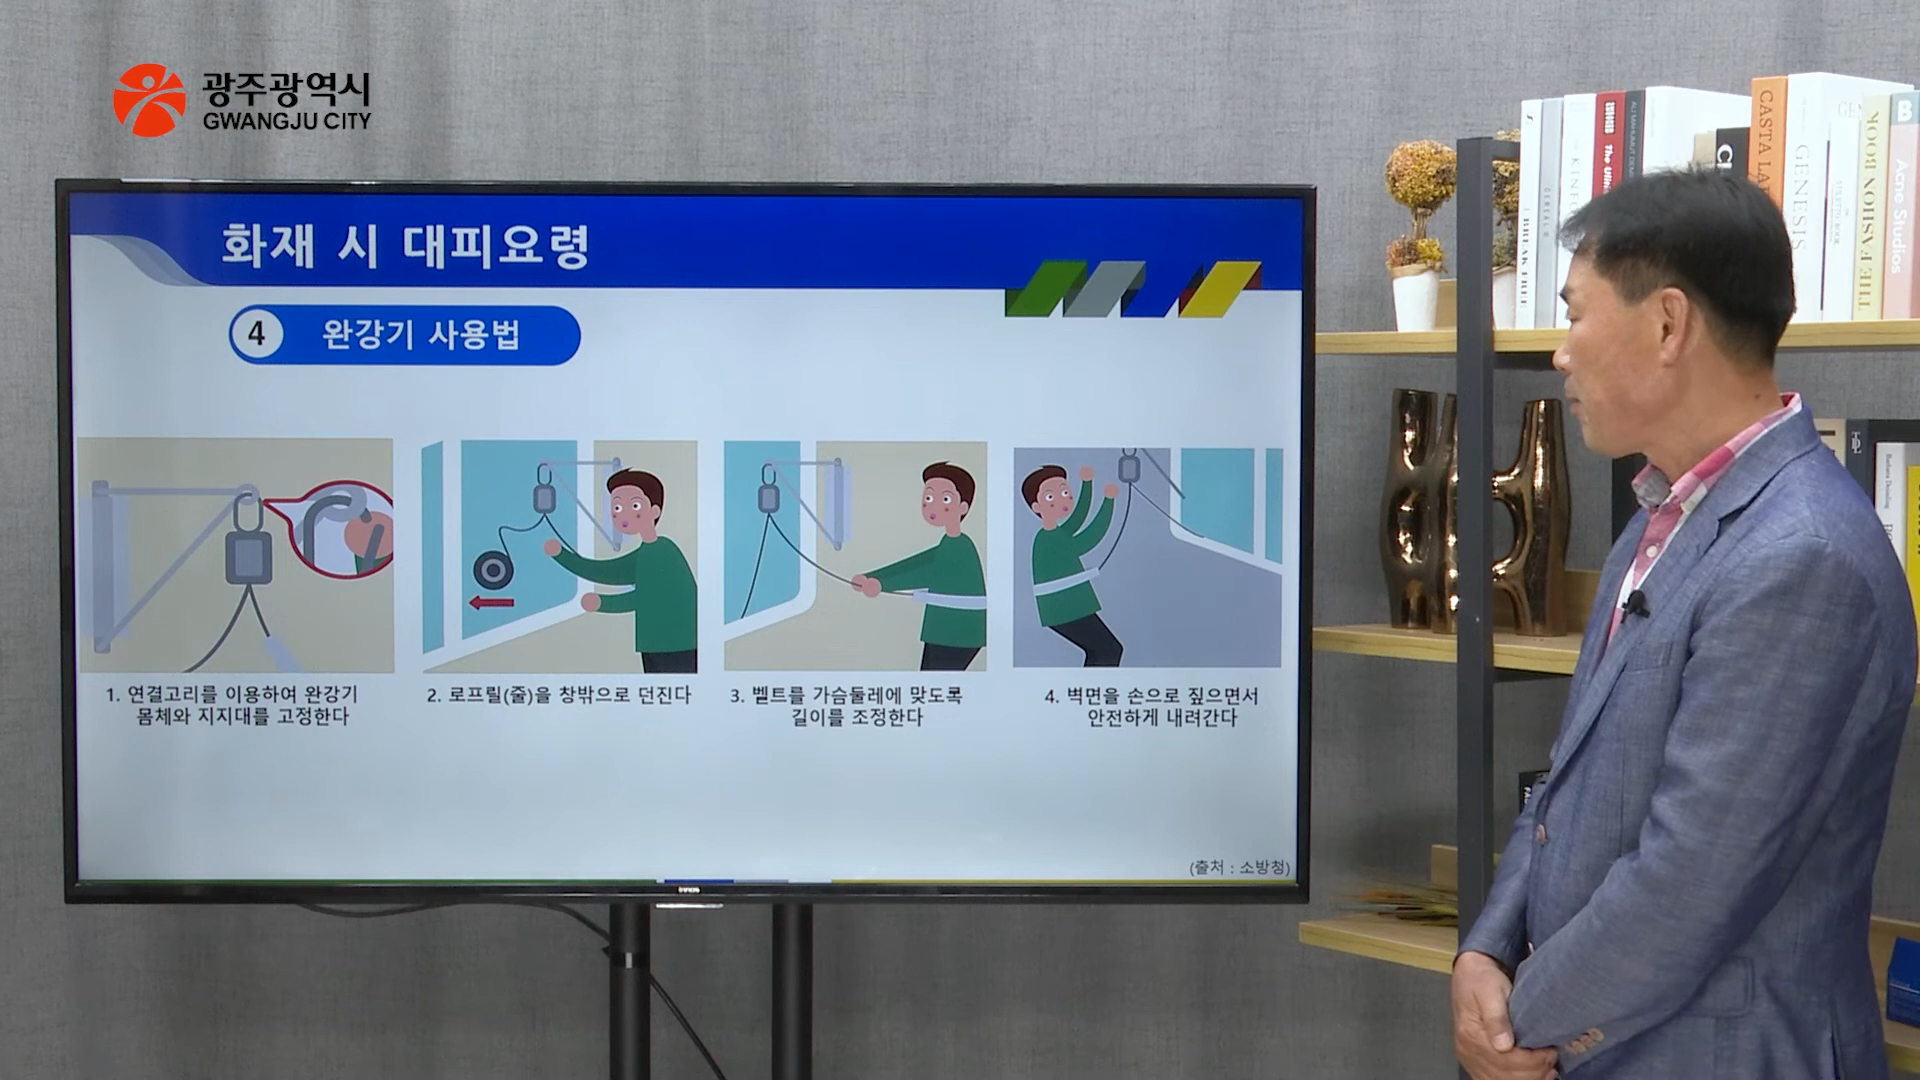 광주광역시
GWANGJU CITY
화재 시 대피요령
4 완강기 사용법
1. 연결고리를 이용하여 완강기
몸체와 지지대를 고정한다
2. 로프릴(줄)을 창밖으로 던진다
3. 벨트를 가슴둘레에 맞도록
길이를 조정한다
4. 벽면을 손으로 짚으면서
안전하게 내려간다
(출처 : 소방청)
CASTA LA
GENESIS
THE FASHION BOOK
Acne Studios